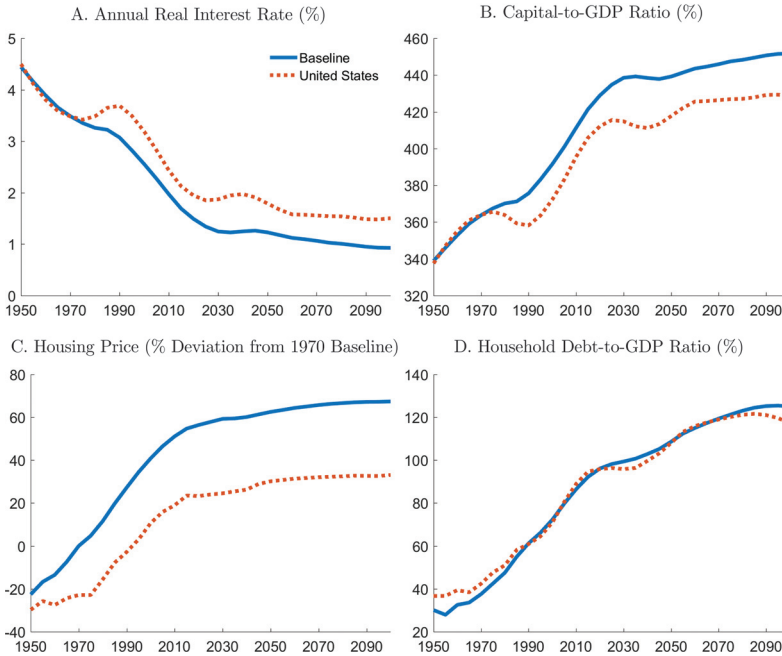 A. Annual Real Interest Rate (%)
5
4
3
2
1
0
Baseline
United States
1950 1970 1990 2010 2030 2050 2070 2090
B. Capital-to-GDP Ratio (%)
460
440
420
400
380
360
340
320
1950 1970 1990 2010 2030 2050 2070 2090
C. Housing Price (% Deviation from 1970 Baseline)
80
60
40
20
0
-20
-40
1950 1970 1990 2010 2030 2050 2070 2090
D. Household Debt-to-GDP Ratio (%)
140
120
100
80
60
40
20
1950 1970 1990 2010 2030 2050 2070 2090